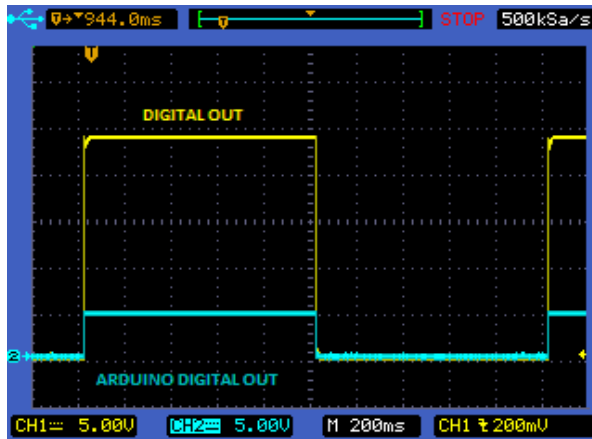 944.0ms STOP 500kSa/s
DIGITAL OUT
2
ARDUINO DIGITAL OUT
CH1 5.00V CH2 5.00V M 200ms CH1 200mV